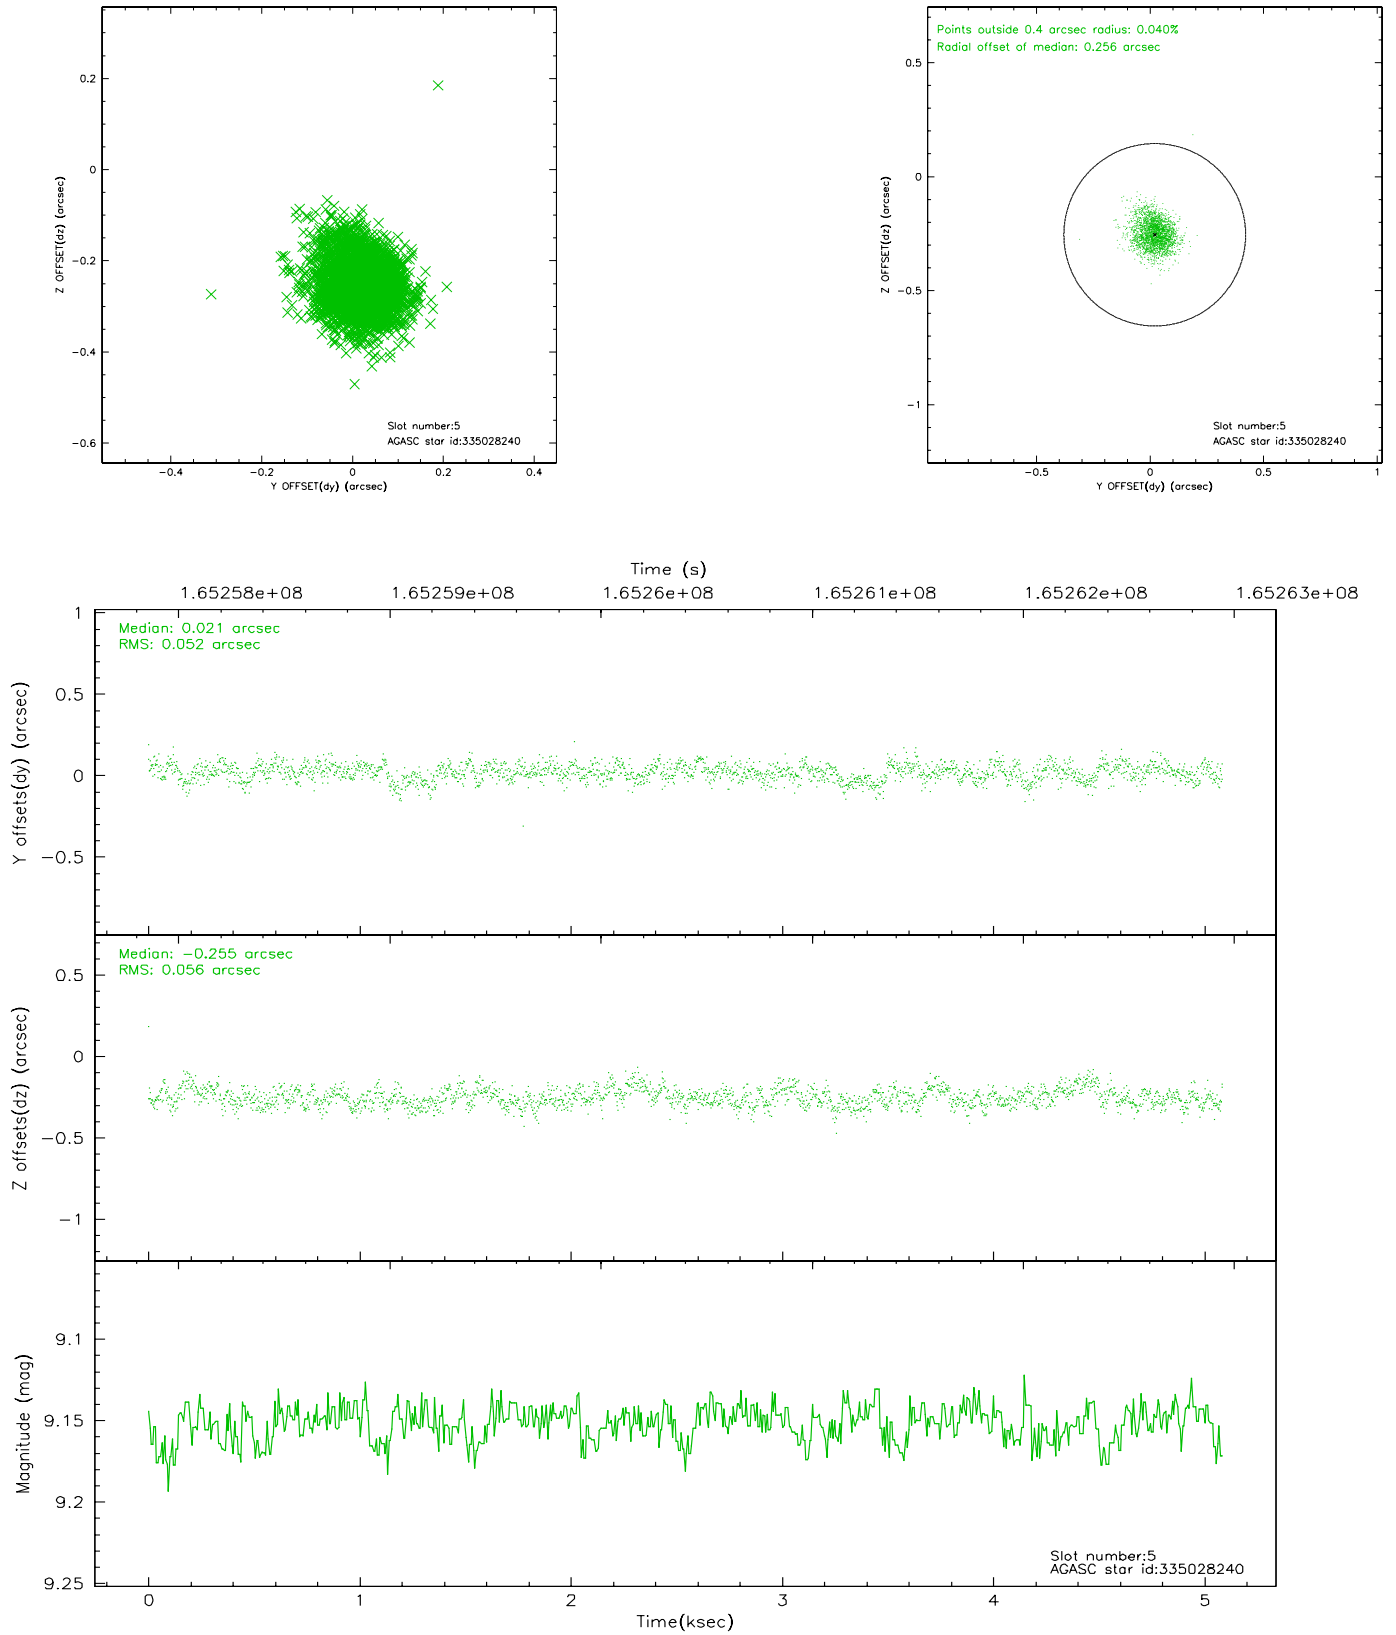 0.2
0
-0.2
-0.4
-0.6
Z OFFSET(dz) (arcsec)
Slot number:5
AGASC star id:335028240
-0.4 -0.2 0 0.2 0.4
Y OFFSET(dy) (arcsec)
Points outside 0.4 arcsec radius: 0.040%
Radial offset of median: 0.256 arcsec
0.5
0
-0.5
-1
Z OFFSET(dz) (arcsec)
Slot number:5
AGASC star id:335028240
-0.5 0 0.5 1
Y OFFSET(dy) (arcsec)
Time (s)
1.65258e+08 1.65259e+08 1.6526e+08 1.65261e+08 1.65262e+08 1.65263e+08
Median: 0.021 arcsec
RMS: 0.052 arcsec
1
0.5
0
-0.5
Y offsets(dy) (arcsec)
Median: -0.255 arcsec
RMS: 0.056 arcsec
0.5
0
-0.5
-1
Z offsets(dz) (arcsec)
9.1
9.15
9.2
9.25
Magnitude (mag)
Slot number:5
AGASC star id:335028240
0 1 2 3 4 5
Time(ksec)